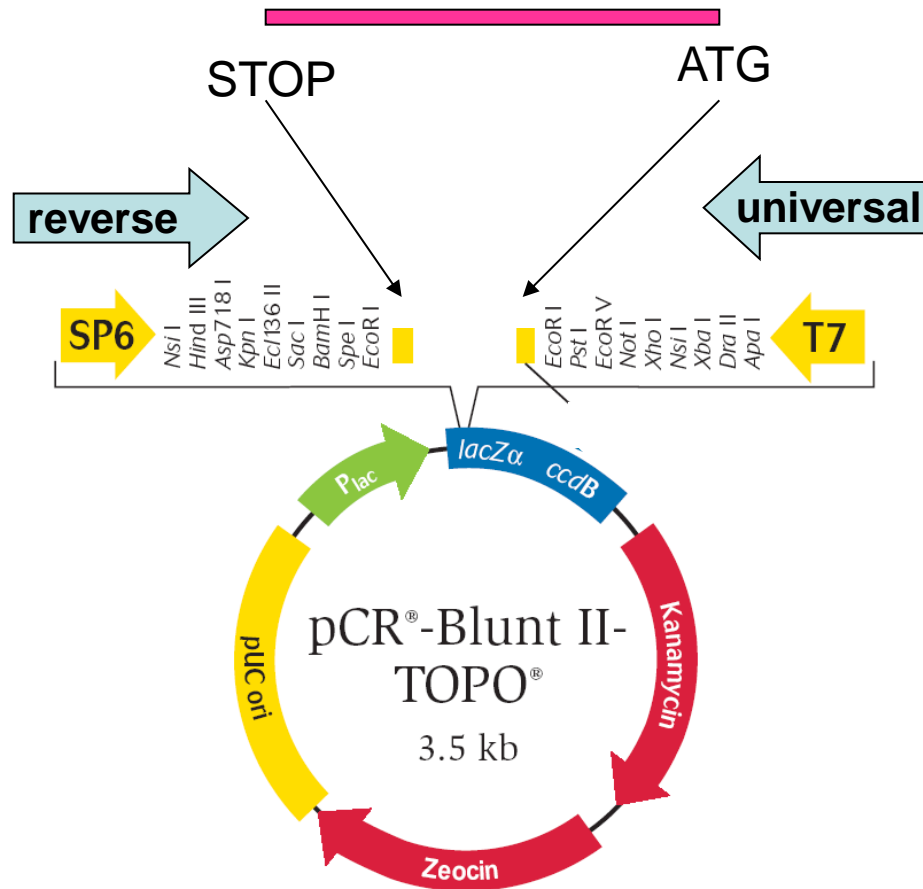 STOP
ATG
reverse
universal
SP6
Nsi I
Hind III
Asp718 I
Kpn I
Ecl136 II
Sac I
BamH I
Spe I
EcoR I
EcoR I
Pst I
EcoR V
Not I
Xho I
Nsi I
Xba I
Dra II
Apa I
T7
Plac
lacZα ccdB
Kanamycin
Zeocin
pUC ori
pCR®-Blunt II-
TOPO®
3.5 kb